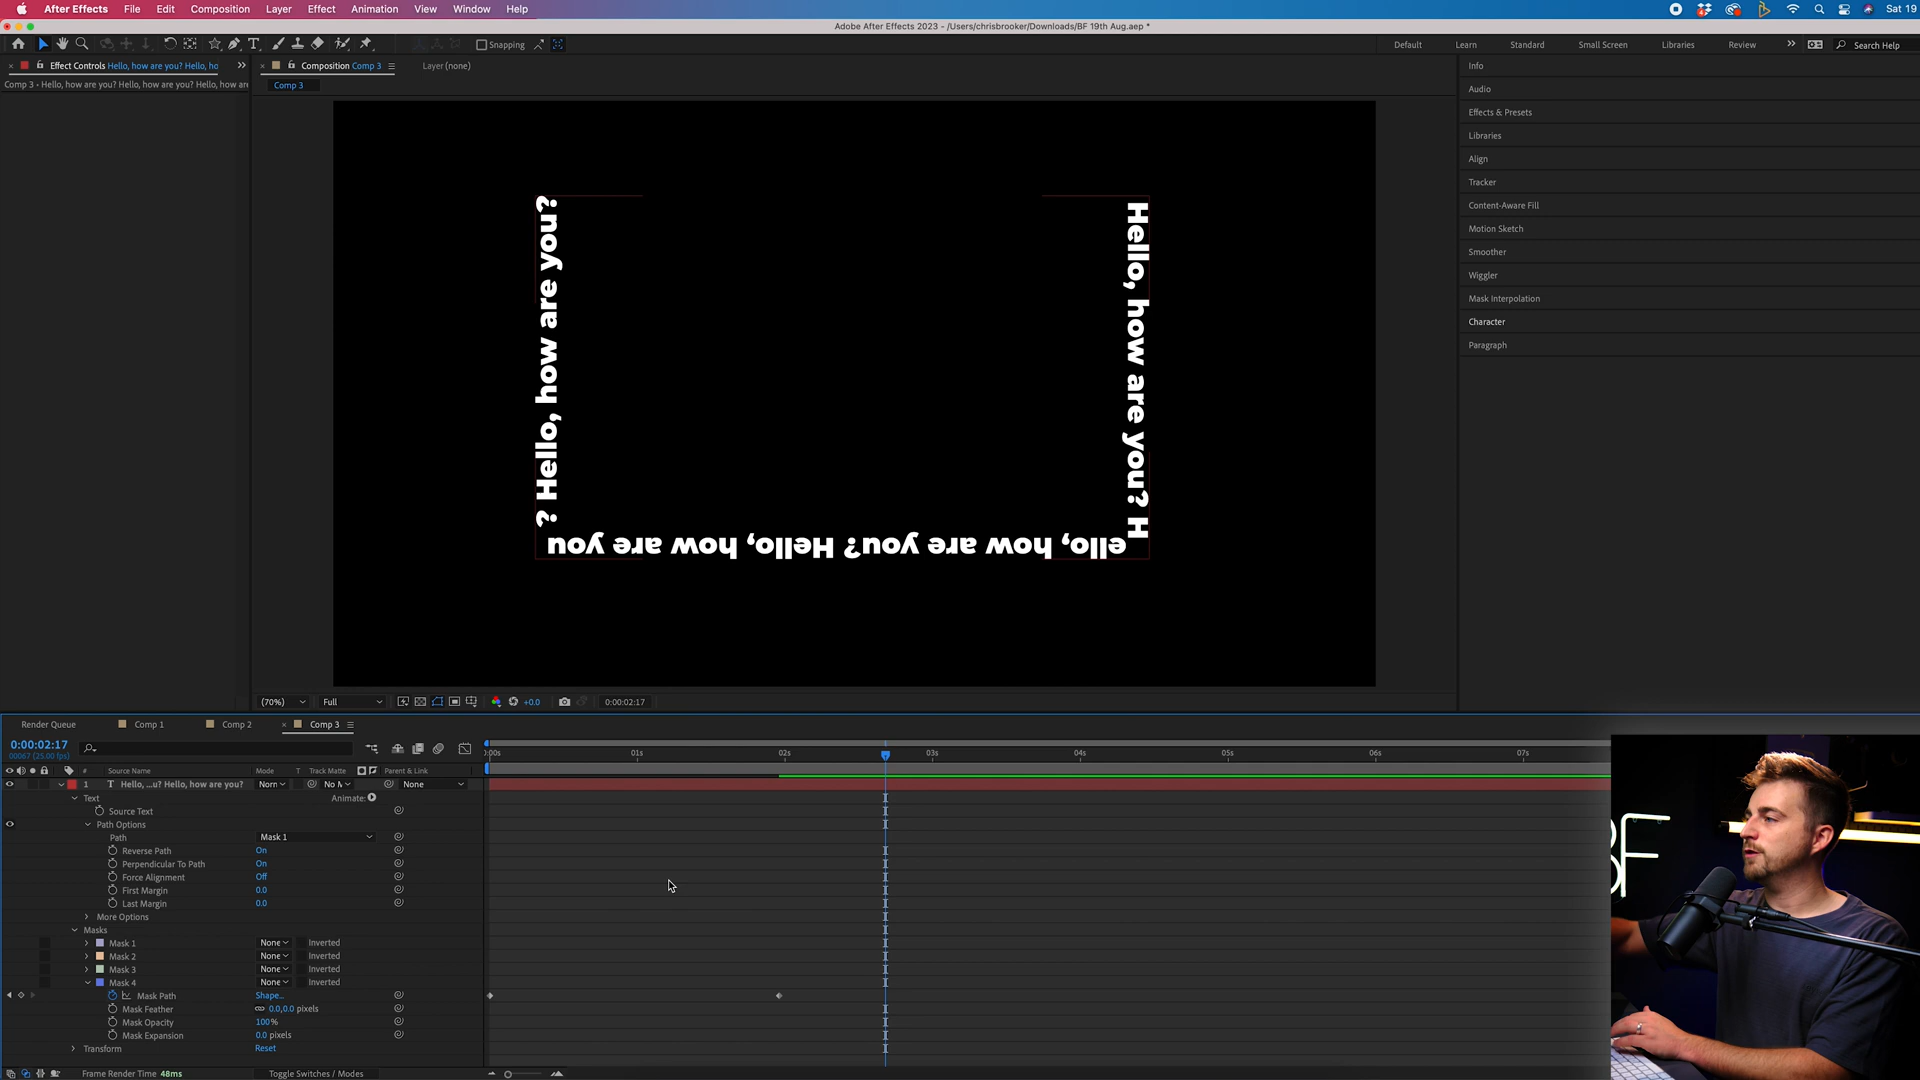 After Effects File Edit Composition Layer Effect Animation View Window Help Sat 19
Adobe After Effects 2023 - /Users/chrisbrooker/Downloads/BF 19th Aug.aep *
Snapping Default Learn Standard Small Screen Libraries Review Search Help
Effect Controls Hello, how are you? Hello, ho
Composition Comp 3 Layer (none)
Comp 3 • Hello, how are you? Hello, how are you? Hello, how are
Comp 3
Info
Audio
Effects & Presets
Libraries
Align
Tracker
Content-Aware Fill
Motion Sketch
Smoother
Wiggler
Mask Interpolation
Character
Paragraph
Hello, how are you? H
ello, how are you? Hello, how are you
? Hello, how are you?
(70%) Full +0.0 0:00:02:17
Render Queue Comp 1 Comp 2 Comp 3
0:00:02:17
00067 (25.00 fps)
:00s 01s 02s 03s 04s 05s 06s 07s
# Source Name Mode T Track Matte Parent & Link
1 T Hello, ...u? Hello, how are you? Norn No M None
Text Animate:
Source Text
Path Options
Path Mask 1
Reverse Path On
Perpendicular To Path On
Force Alignment Off
First Margin 0.0
Last Margin 0.0
More Options
Masks
Mask 1 None Inverted
Mask 2 None Inverted
Mask 3 None Inverted
Mask 4 None Inverted
Mask Path Shape...
Mask Feather 0.0,0.0 pixels
Mask Opacity 100%
Mask Expansion 0.0 pixels
Transform Reset
Frame Render Time 48ms Toggle Switches / Modes
BF